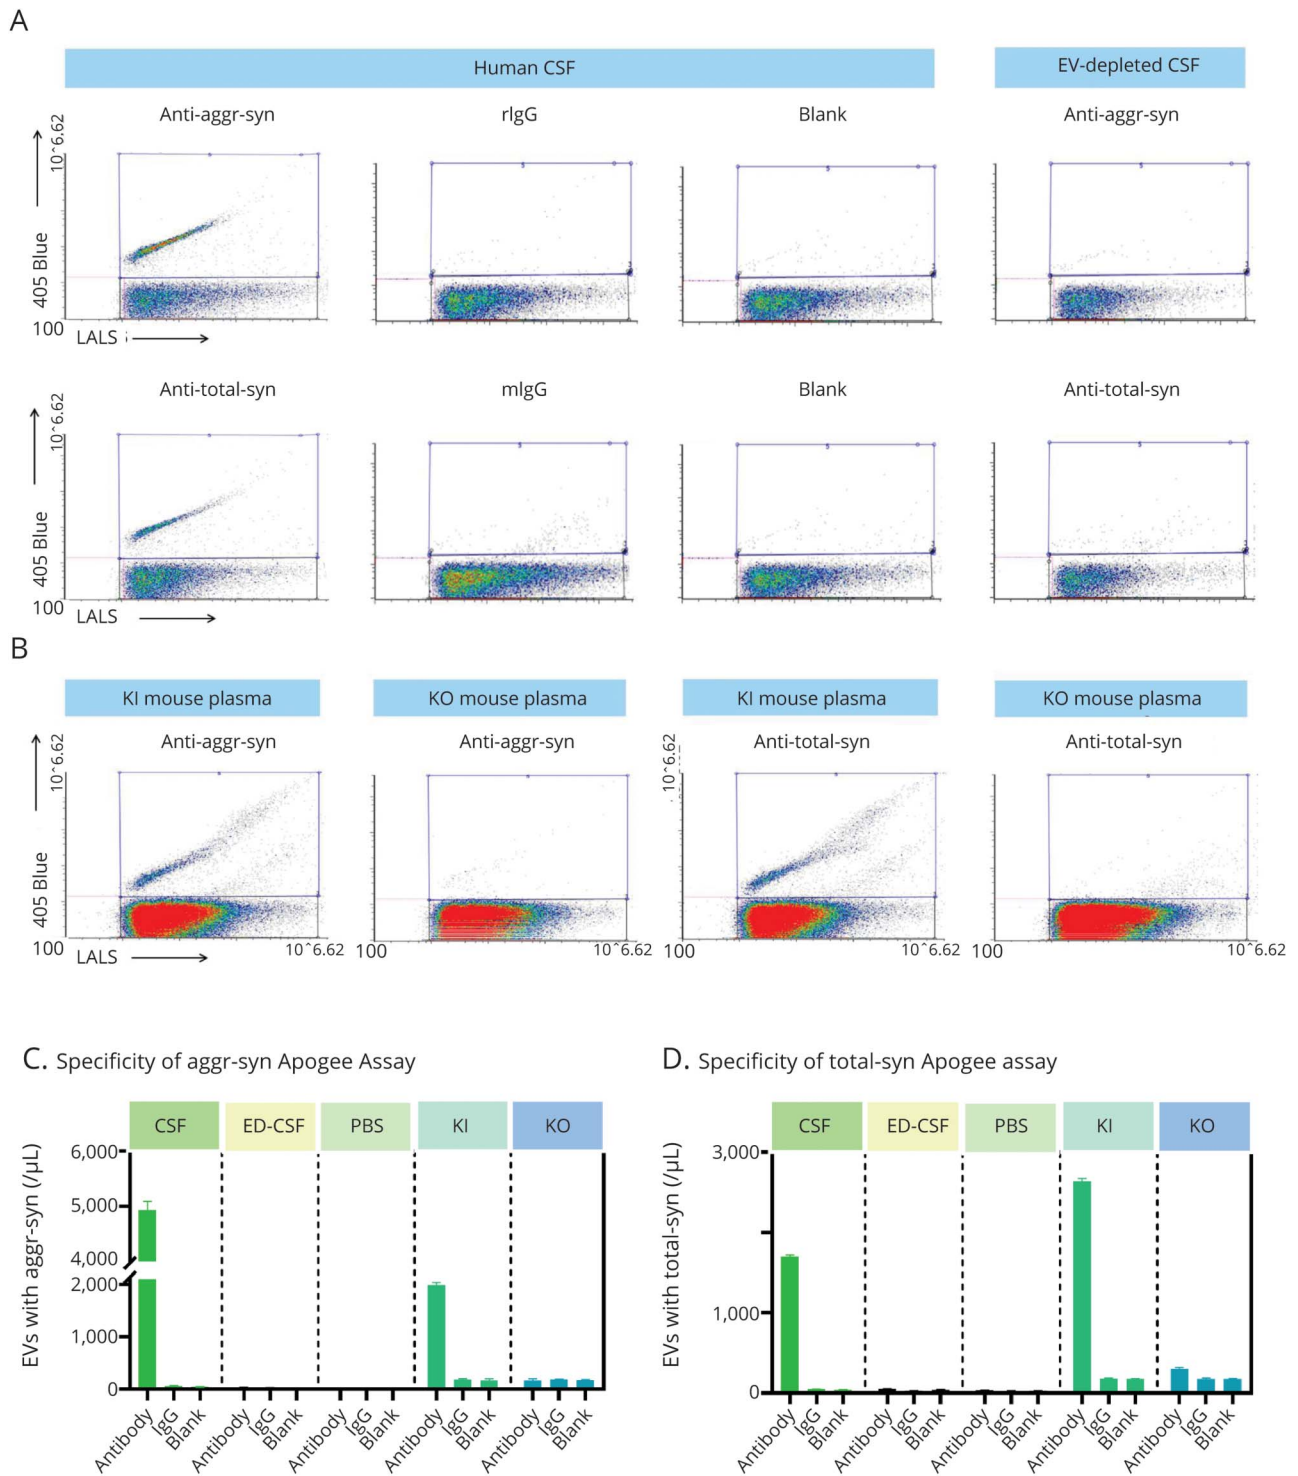 A
Human CSF
EV-depleted CSF
Anti-aggr-syn
rIgG
Blank
Anti-aggr-syn
10^6.62
405 Blue
100
LALS
Anti-total-syn
mIgG
Blank
Anti-total-syn
10^6.62
405 Blue
100
LALS
B
KI mouse plasma
KO mouse plasma
KI mouse plasma
KO mouse plasma
Anti-aggr-syn
Anti-aggr-syn
Anti-total-syn
Anti-total-syn
10^6.62
10^6.62
405 Blue
100
10^6.62
100
10^6.62
100
10^6.62
100
10^6.62
LALS
C. Specificity of aggr-syn Apogee Assay
CSF
ED-CSF
PBS
KI
KO
EVs with aggr-syn (/μL)
6,000
5,000
4,000
2,000
1,000
0
Antibody
IgG
Blank
Antibody
IgG
Blank
Antibody
IgG
Blank
Antibody
IgG
Blank
Antibody
IgG
Blank
D. Specificity of total-syn Apogee assay
CSF
ED-CSF
PBS
KI
KO
EVs with total-syn (/μL)
3,000
1,000
0
Antibody
IgG
Blank
Antibody
IgG
Blank
Antibody
IgG
Blank
Antibody
IgG
Blank
Antibody
IgG
Blank